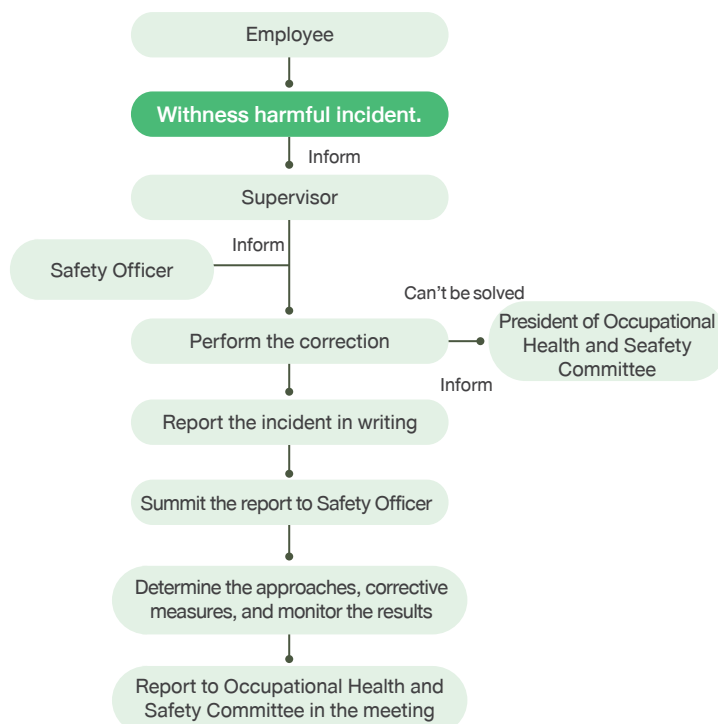 Employee
Withness harmful incident.
Inform
Supervisor
Inform
Safety Officer
Can't be solved
Perform the correction
President of Occupational
Health and Seafety
Committee
Inform
Report the incident in writing
Summit the report to Safety Officer
Determine the approaches, corrective
measures, and monitor the results
Report to Occupational Health and
Safety Committee in the meeting